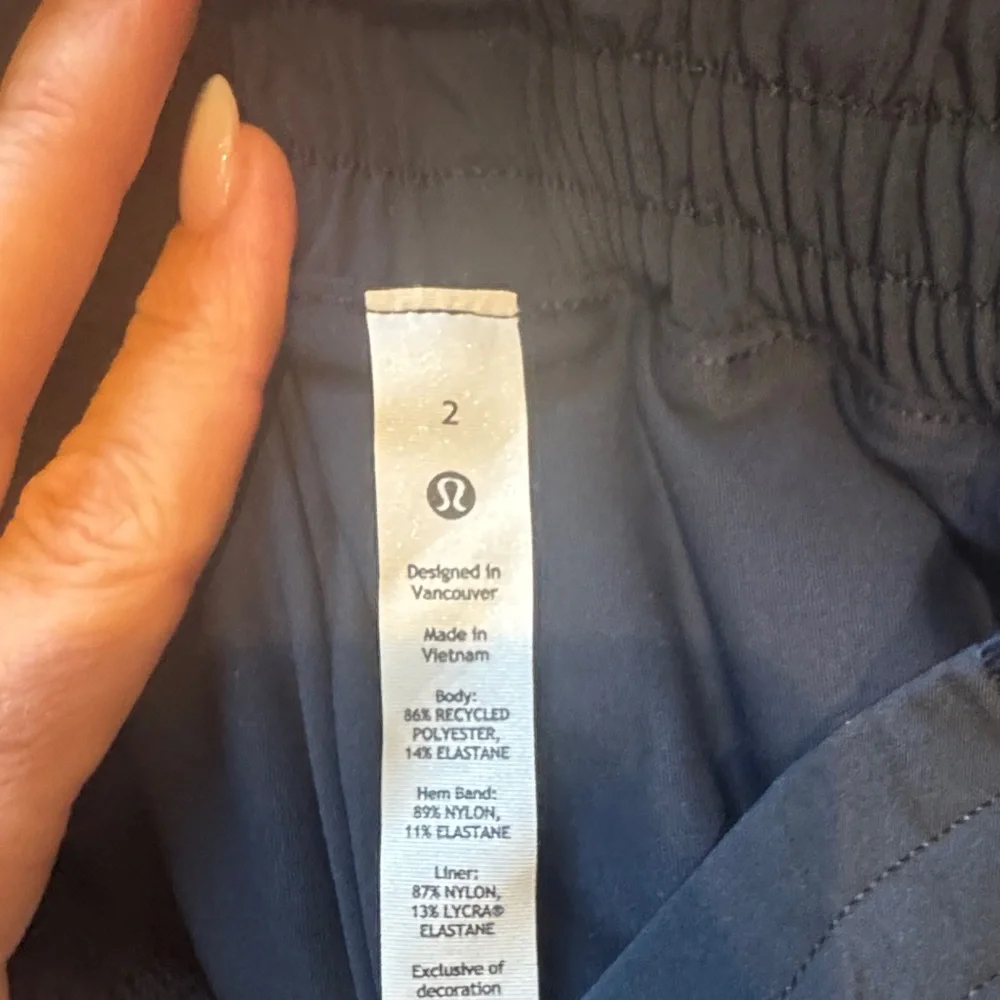 2
Designed in
Vancouver
Made in
Vietnam
Body:
86% RECYCLED
POLYESTER,
14% ELASTANE
Hem Band:
89% NYLON,
11% ELASTANE
Liner:
87% NYLON,
13% LYCRA®
ELASTANE
Exclusive of
decoration